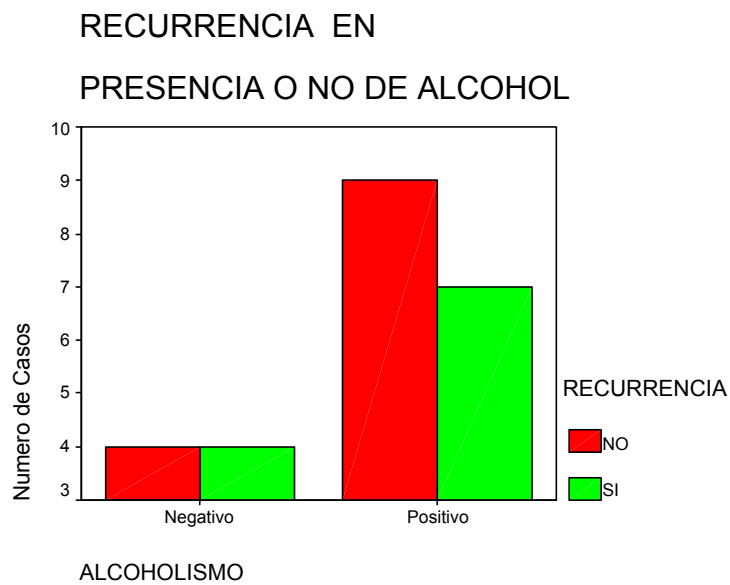 RECURRENCIA EN
PRESENCIA O NO DE ALCOHOL
10
9
8
7
6
5
4
3
Numero de Casos
Negativo
Positivo
ALCOHOLISMO
RECURRENCIA
NO
SI